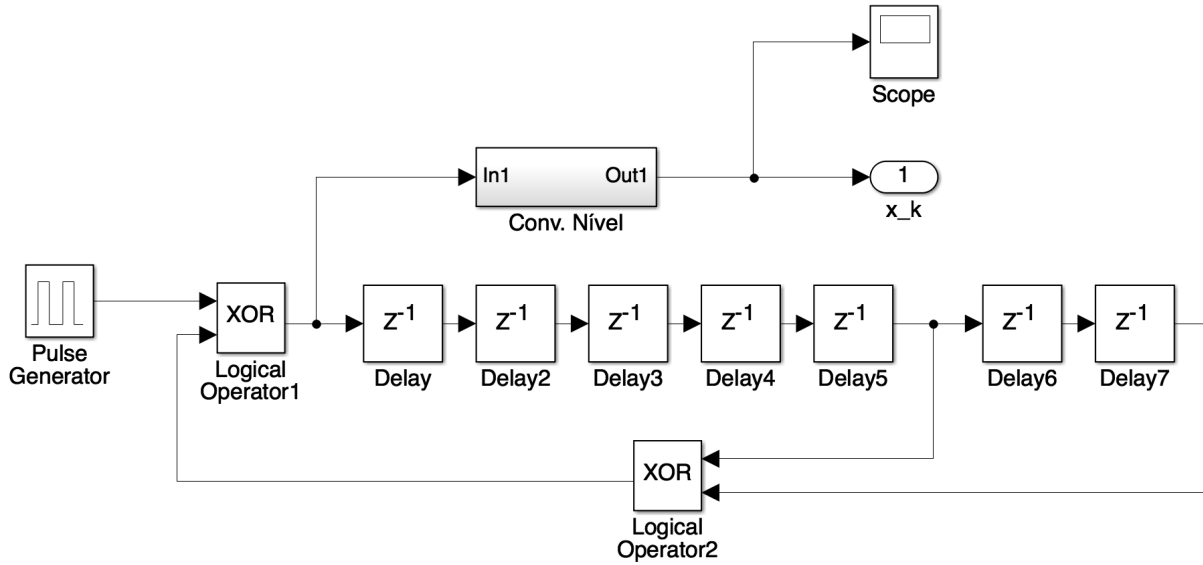 Scope
In1
Out1
Conv. Nível
1
x_k
Pulse
Generator
XOR
Logical
Operator1
z-1
Delay
z-1
Delay2
z-1
Delay3
z-1
Delay4
z-1
Delay5
z-1
Delay6
z-1
Delay7
XOR
Logical
Operator2